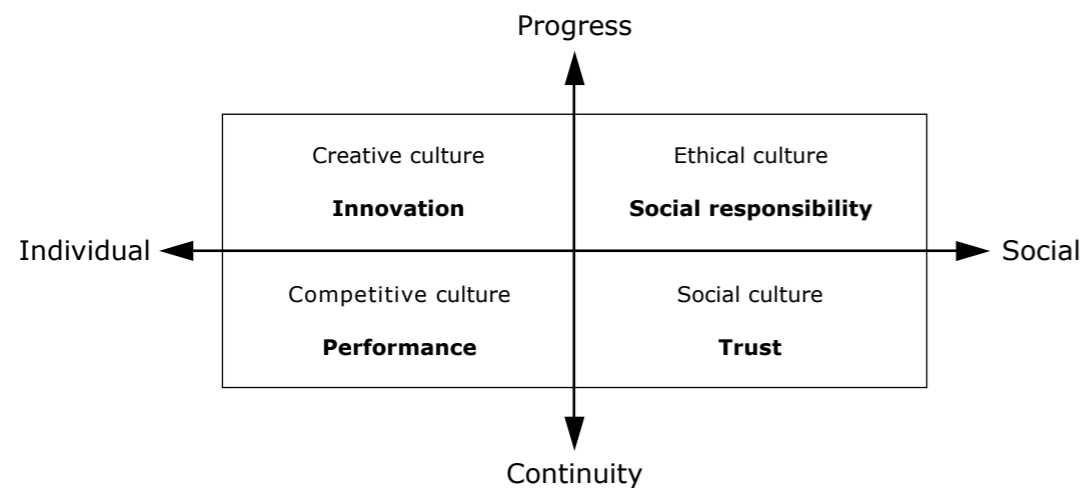 Progress
Creative culture
Ethical culture
Innovation
Social responsibility
Individual
Social
Competitive culture
Social culture
Performance
Trust
Continuity